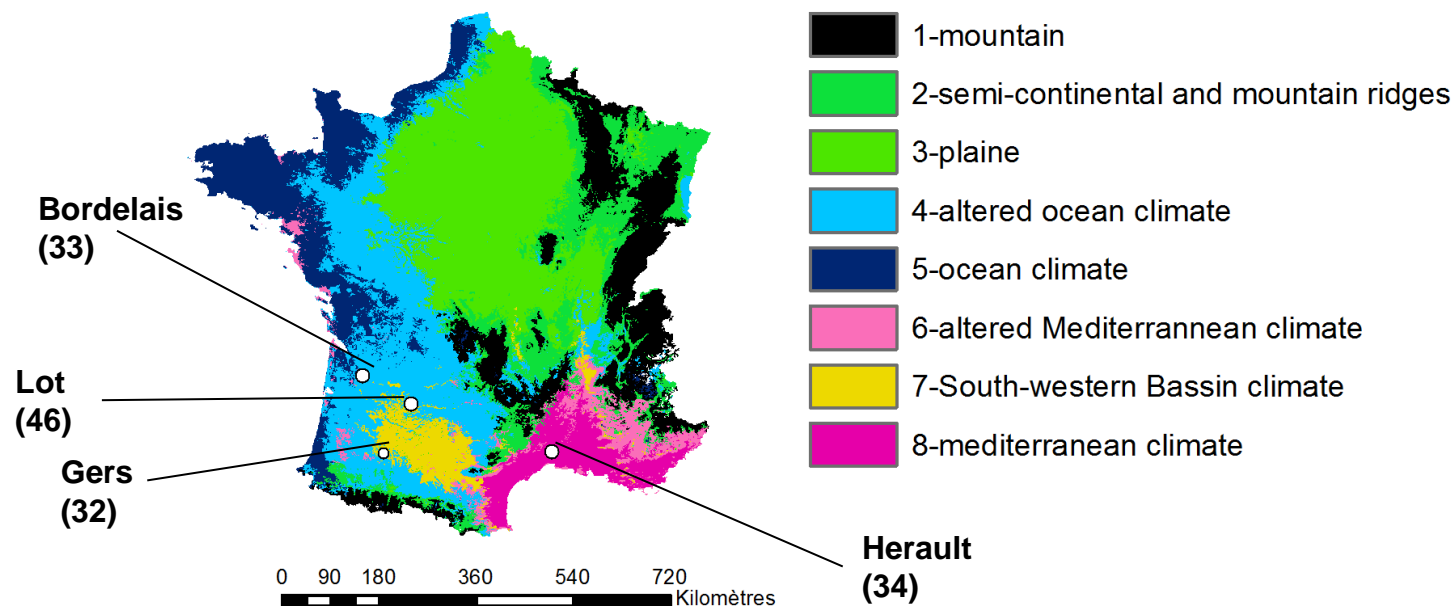 1-mountain
2-semi-continental and mountain ridges
3-plaine
4-altered ocean climate
5-ocean climate
6-altered Mediterrannean climate
7-South-western Bassin climate
8-mediterranean climate
Bordelais
(33)
Lot
(46)
Gers
(32)
Herault
(34)
0 90 180 360 540 720
Kilomètres